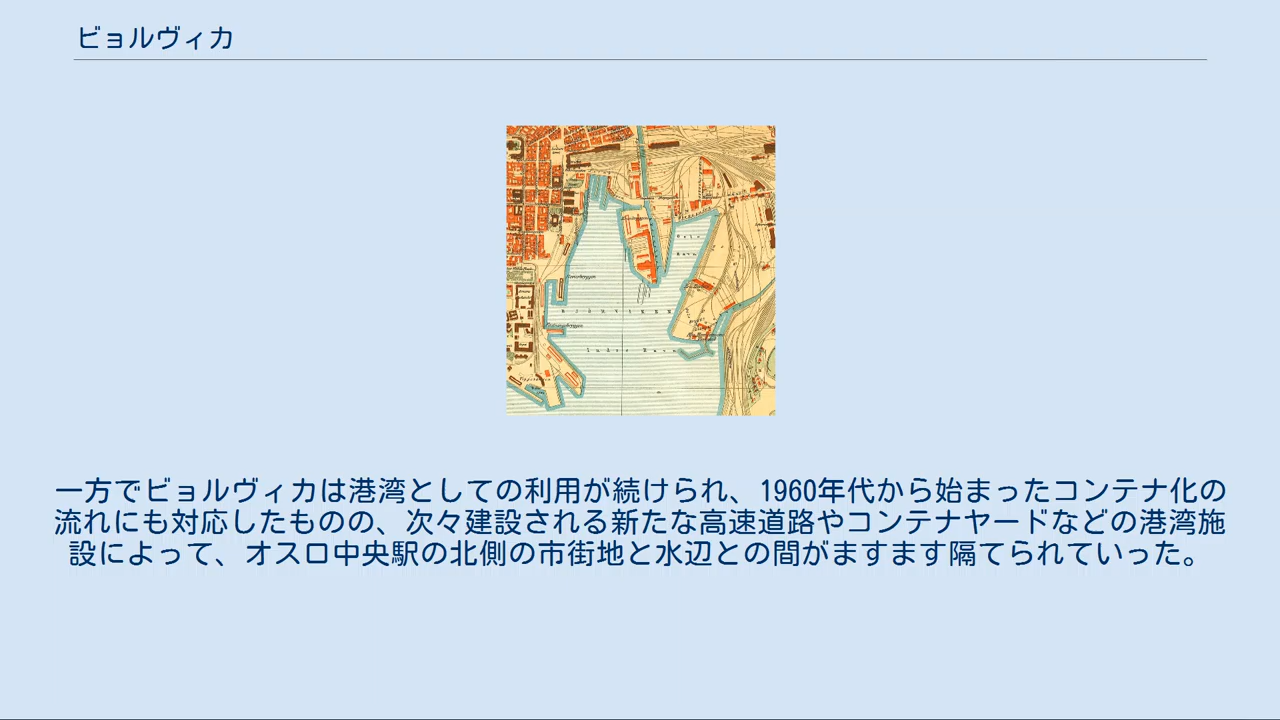 ビョルヴィカ
一方でビョルヴィカは港湾としての利用が続けられ、1960年代から始まったコンテナ化の
流れにも対応したものの、次々建設される新たな高速道路やコンテナヤードなどの港湾施
設によって、オスロ中央駅の北側の市街地と水辺との間がますます隔てられていった。